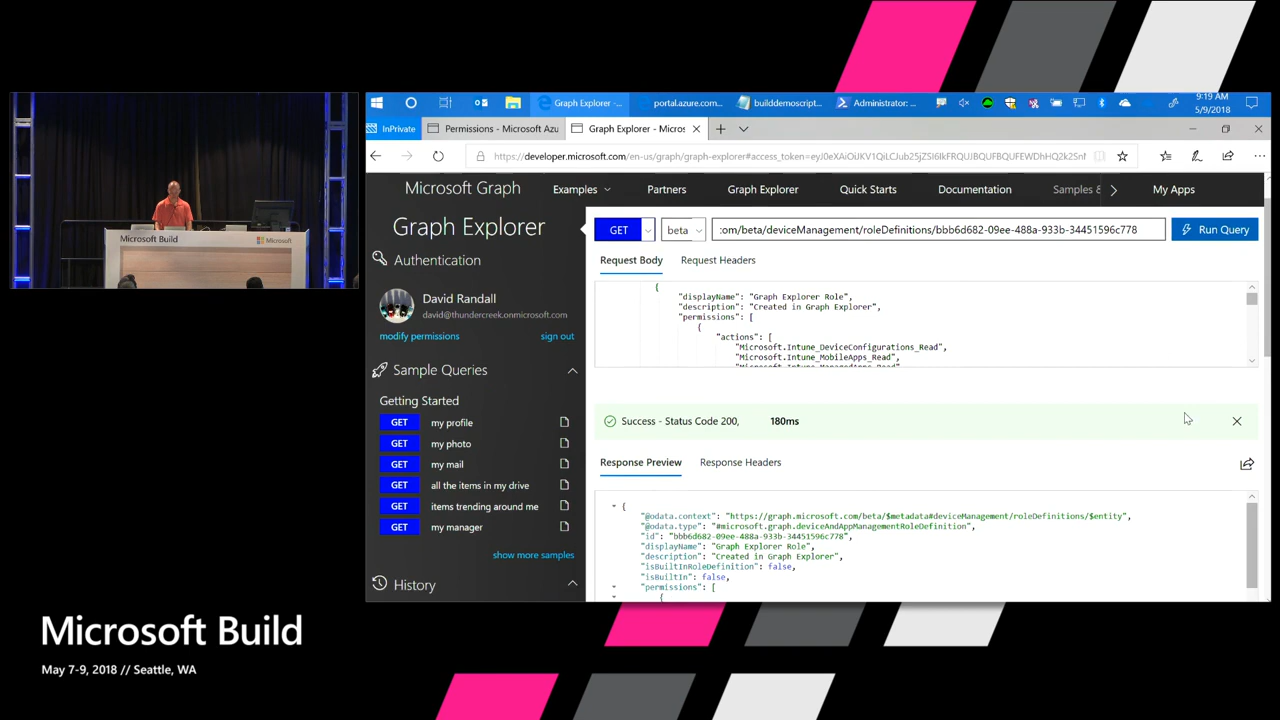 Microsoft Build
Microsoft
Graph Explorer -...
portal.azure.com...
builddemoscript...
Administrator: ...
9:19 AM
5/9/2018
InPrivate
Permissions - Microsoft Azu
Graph Explorer - Micros
https://developer.microsoft.com/en-us/graph/graph-explorer#access_token=
Microsoft Graph
Examples
Partners
Graph Explorer
Quick Starts
Documentation
Samples &
My Apps
Graph Explorer
GET
beta
:om/beta/deviceManagement/roleDefinitions/bbb6d682-09ee-488a-933b-34451596c778
Run Query
Authentication
David Randall
david@thundercreek.onmicrosoft.com
modify permissions
sign out
Sample Queries
Getting Started
GET my profile
GET my photo
GET my mail
GET all the items in my drive
GET items trending around me
GET my manager
show more samples
History
Request Body
Request Headers
{
"displayName": "Graph Explorer Role",
"description": "Created in Graph Explorer",
"permissions": [
{
"actions": [
"Microsoft.Intune_DeviceConfigurations_Read",
"Microsoft.Intune_MobileApps_Read",
"Microsoft.Intune_ManagedApps_Read",
Success - Status Code 200, 180ms
Response Preview
Response Headers
{
"@odata.context": "https://graph.microsoft.com/beta/$metadata#deviceManagement/roleDefinitions/$entity",
"@odata.type": "#microsoft.graph.deviceAndAppManagementRoleDefinition",
"id": "bbb6d682-09ee-488a-933b-34451596c778",
"displayName": "Graph Explorer Role",
"description": "Created in Graph Explorer",
"isBuiltInRoleDefinition": false,
"isBuiltIn": false,
"permissions": [
{
Microsoft Build
May 7-9, 2018 // Seattle, WA